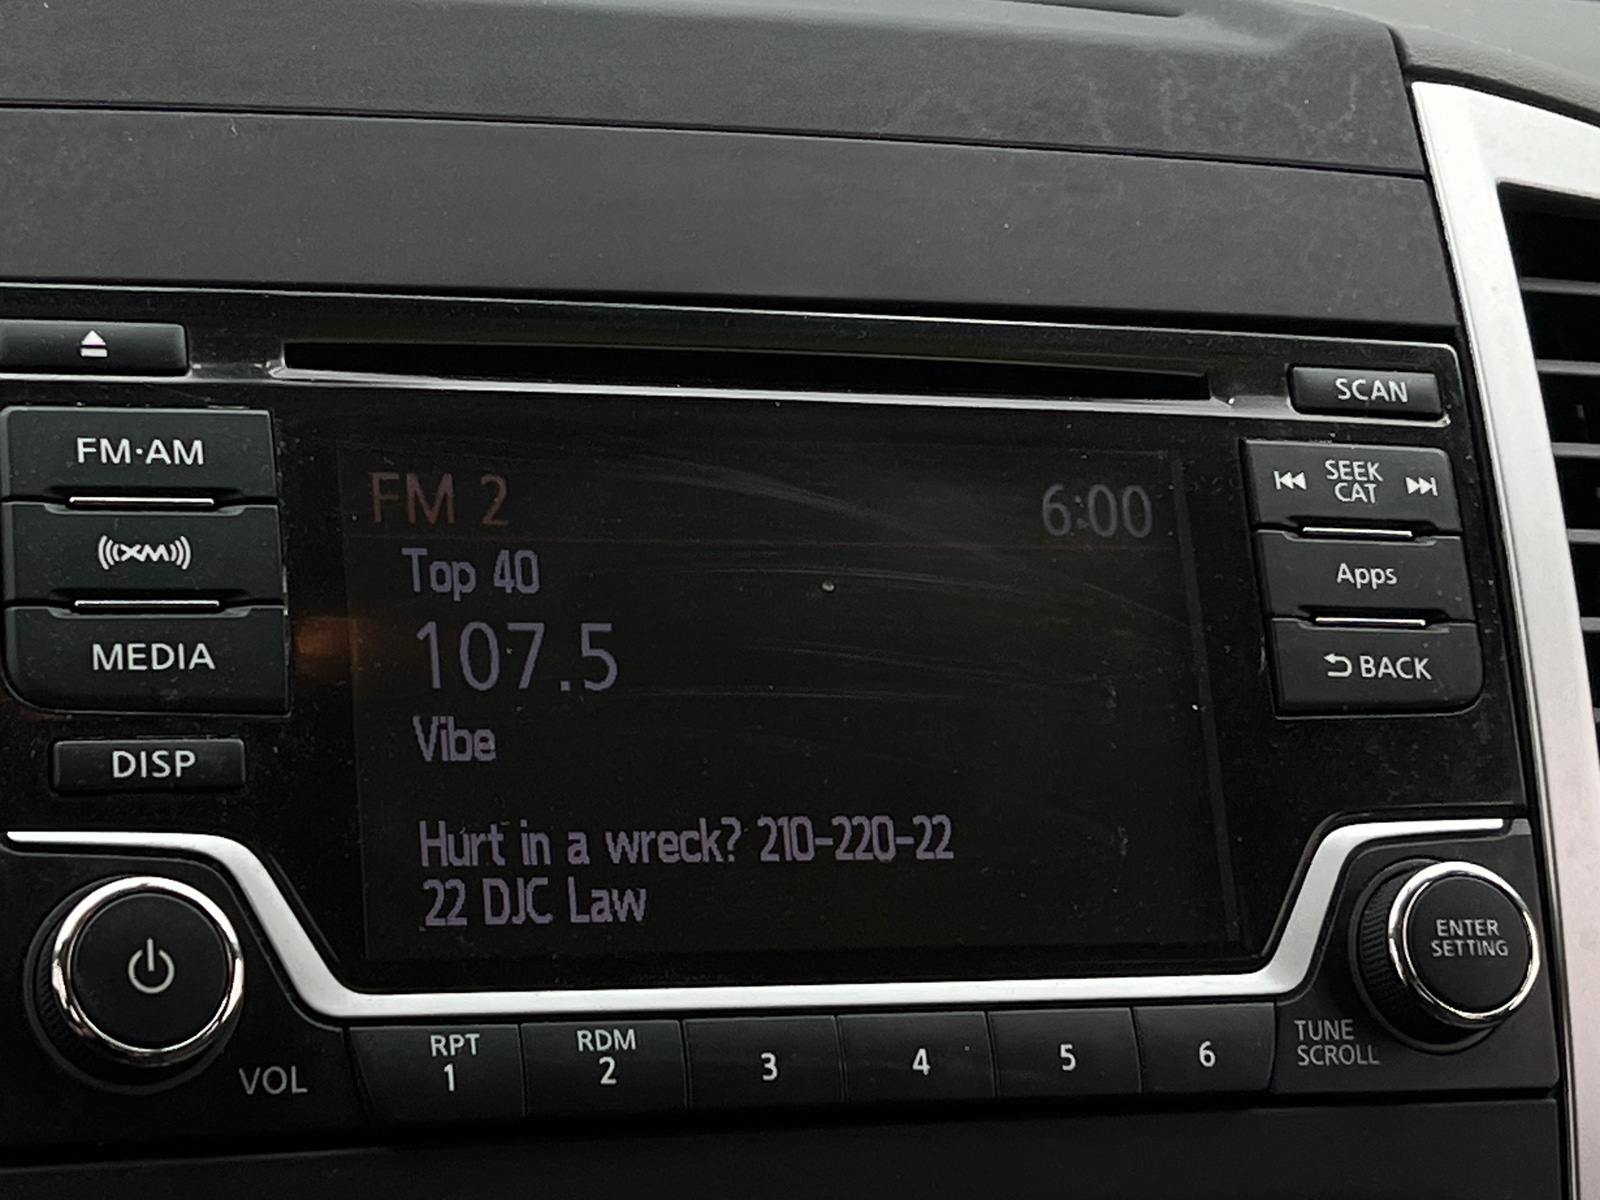 SCAN
FM·AM
SEEK
CAT
FM 2
6:00
XM
Top 40
Apps
107.5
MEDIA
BACK
Vibe
DISP
Hurt in a wreck? 210-220-22
22 DJC Law
ENTER
SETTING
VOL
RPT
1
RDM
2
3
4
5
6
TUNE
SCROLL